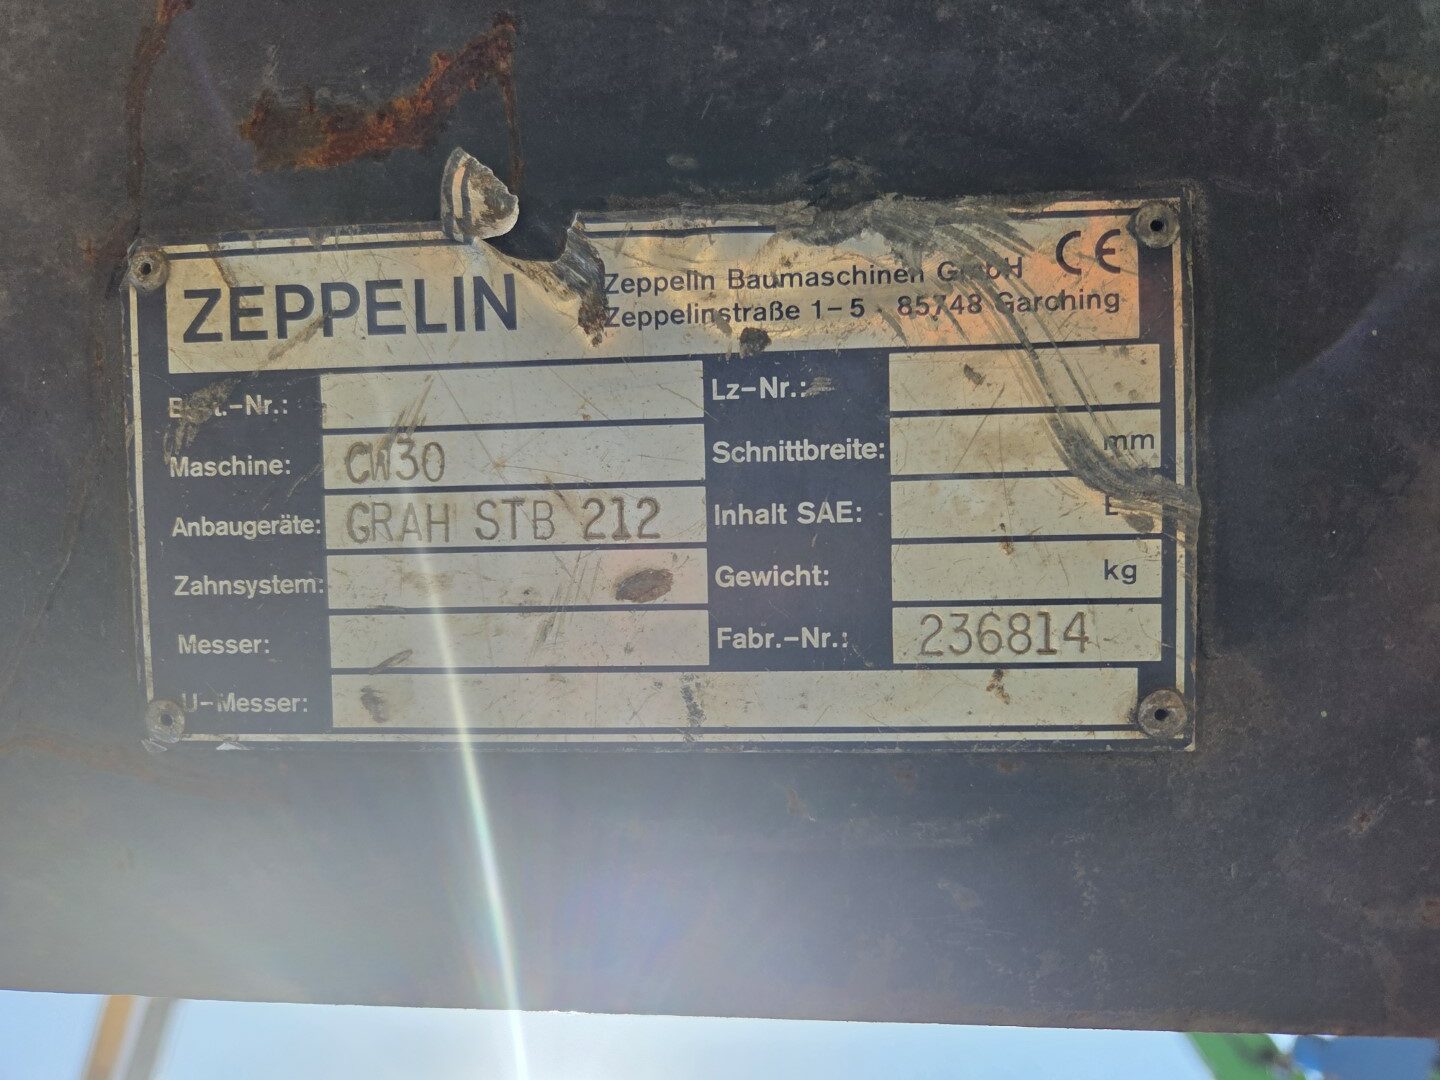 ZEPPELIN
Zeppelin Baumaschinen GmbH
Zeppelinstraße 1-5 · 85748 Garching
CE
Lz-Nr.:
Maschine: CW30
Schnittbreite: mm
Anbaugeräte: GRAH STB 212
Inhalt SAE:
Zahnsystem:
Gewicht: kg
Messer:
Fabr.-Nr.: 236814
U-Messer: